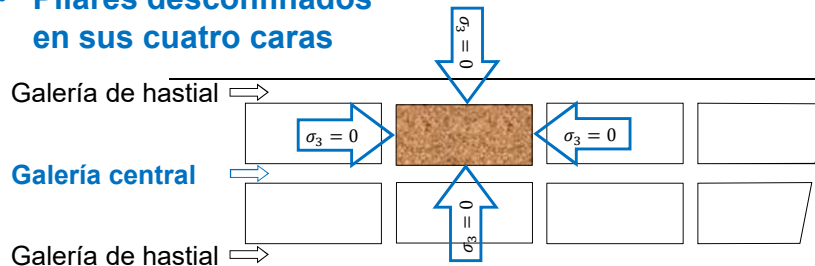 • Pilares desconfinados
en sus cuatro caras
σ₃ = 0
Galería de hastial
σ₃ = 0
σ₃ = 0
Galería central
σ₃ = 0
Galería de hastial